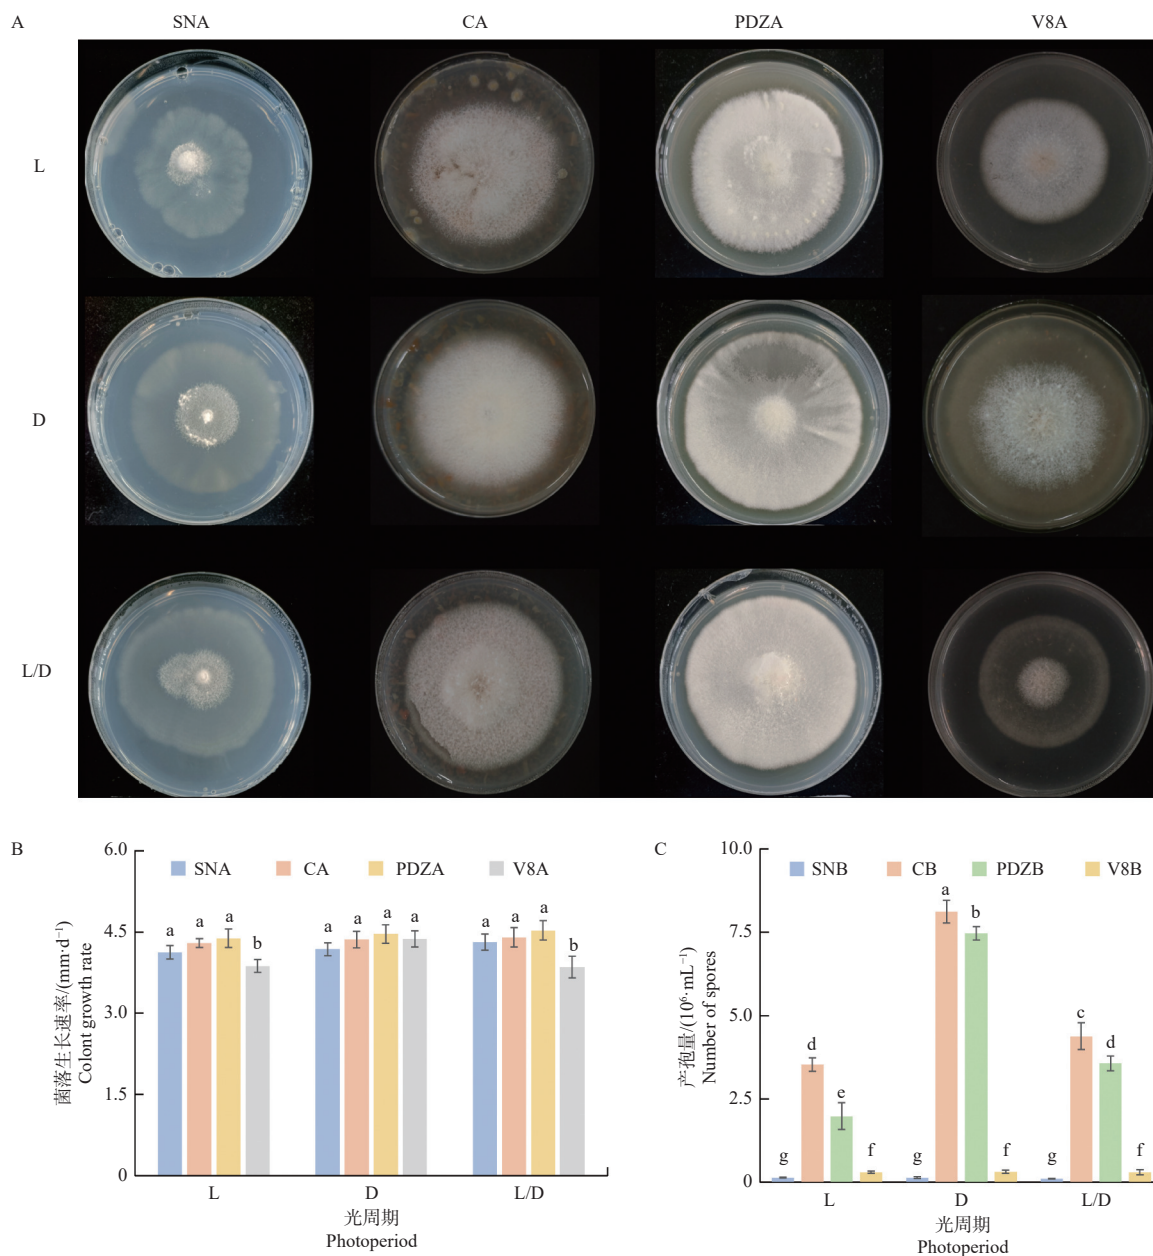 A
SNA CA PDZA V8A
L
D
L/D
B
6.0
4.5
3.0
1.5
0
菌落生长速率/(mm·d⁻¹)
Colont growth rate
SNA CA PDZA V8A
a a a b
a a a a
a a a b
L D L/D
光周期
Photoperiod
C
10.0
7.5
5.0
2.5
0
产孢量/(10⁶·mL⁻¹)
Number of spores
SNB CB PDZB V8B
g d e f
g a b f
g c d f
L D L/D
光周期
Photoperiod